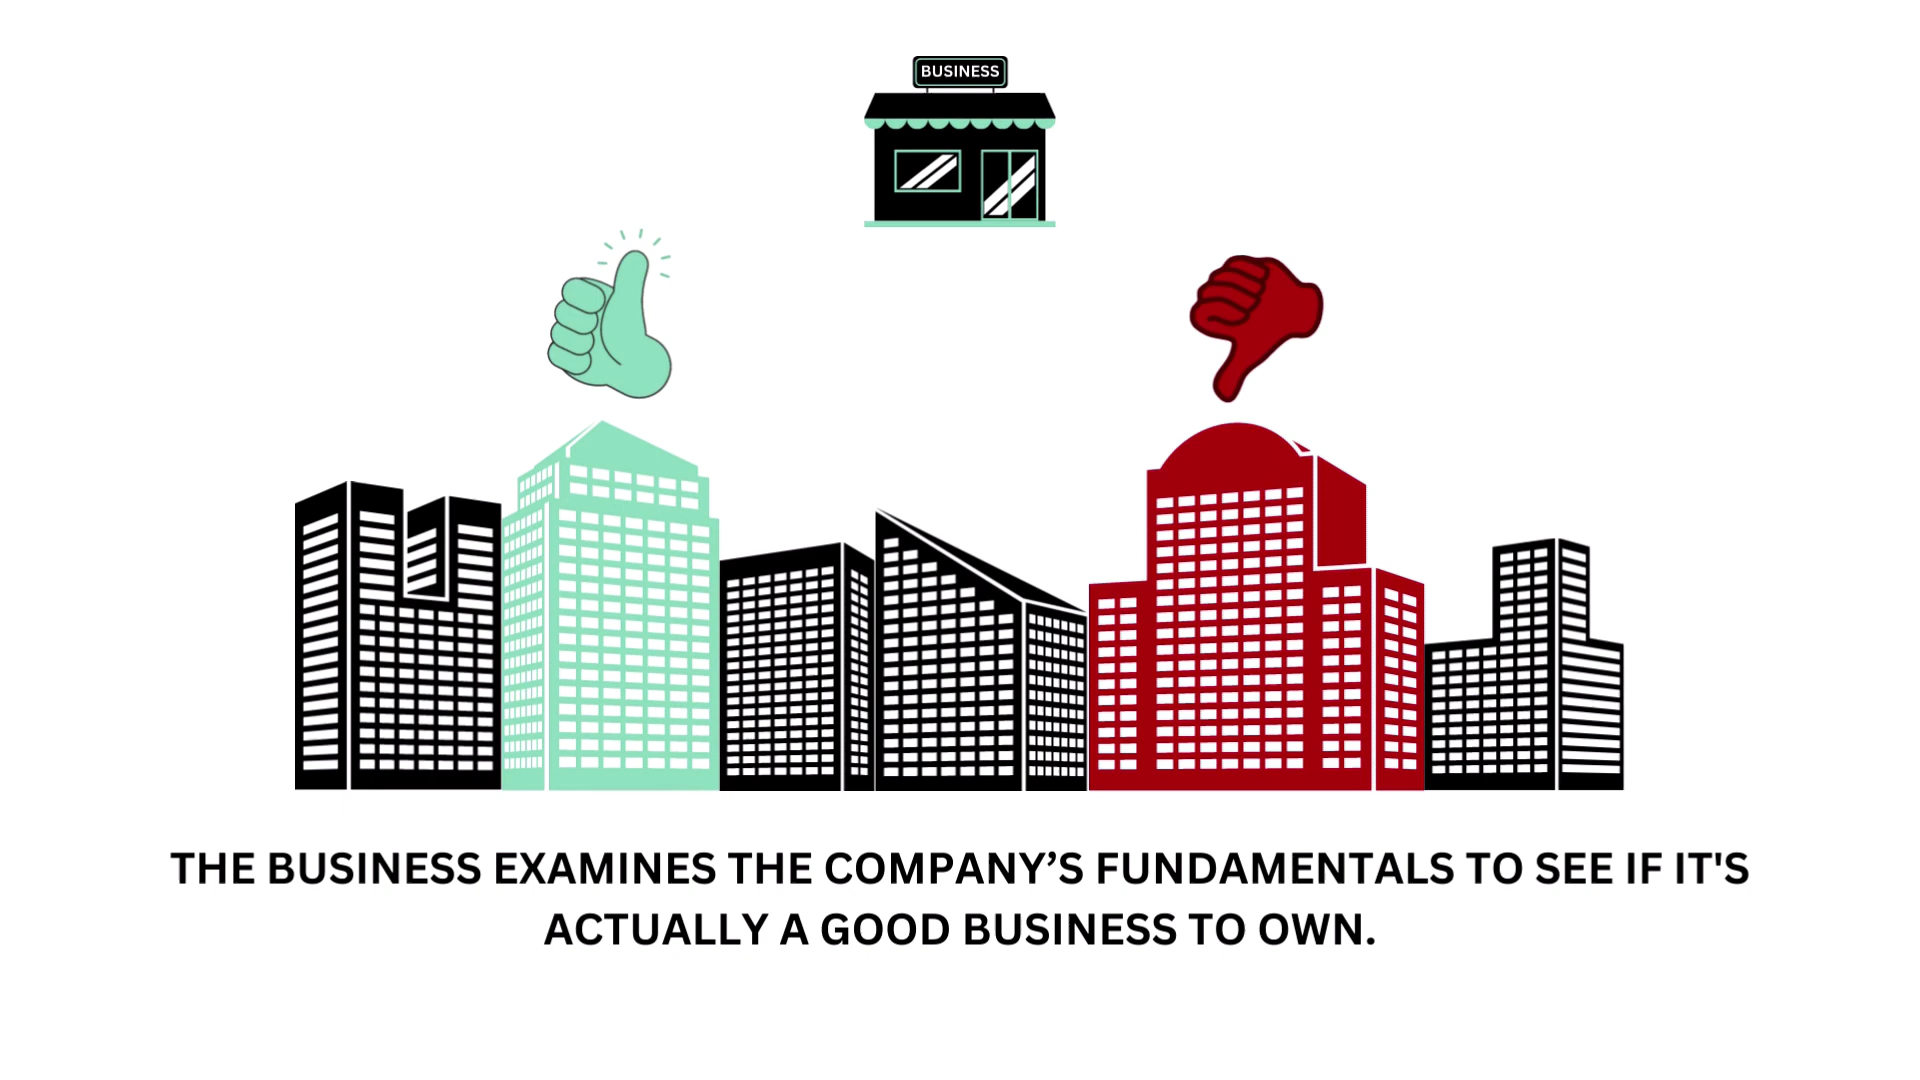 BUSINESS
THE BUSINESS EXAMINES THE COMPANY’S FUNDAMENTALS TO SEE IF IT'S
ACTUALLY A GOOD BUSINESS TO OWN.